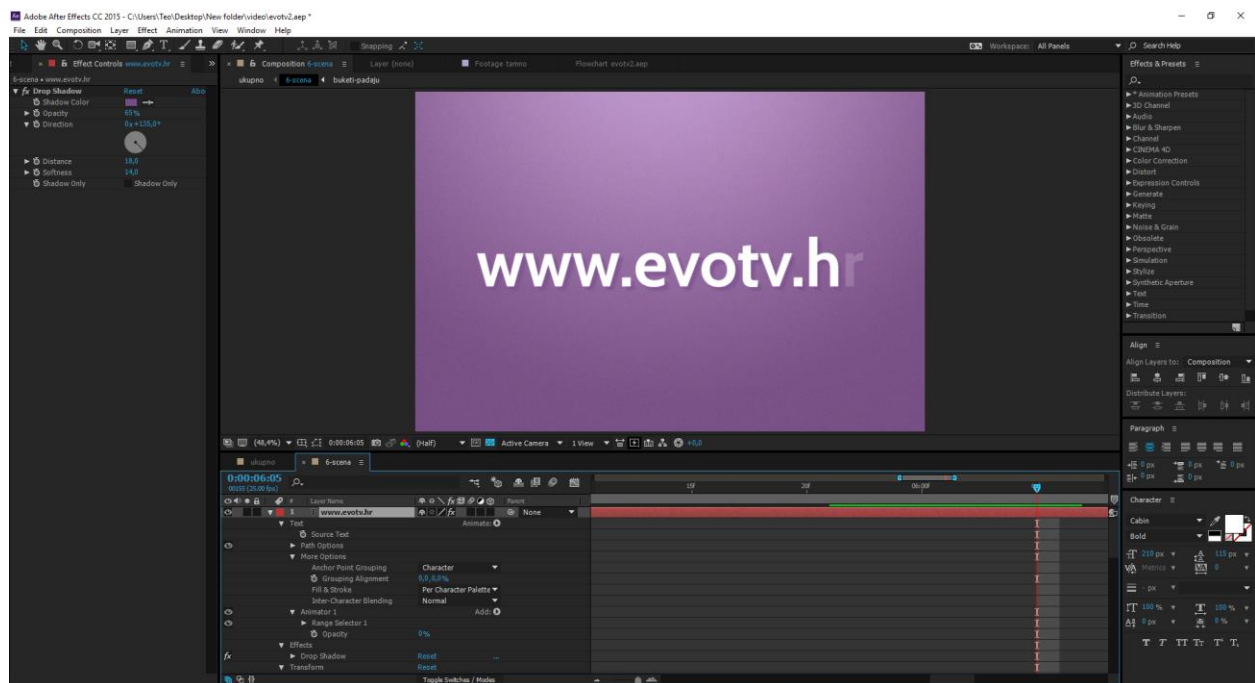 Adobe After Effects CC 2015 - C:\Users\Teo\Desktop\New folder\video\evotv2.aep *
File Edit Composition Layer Effect Animation View Window Help
Snapping
Workspace: All Panels
Search Help
Effect Controls www.evotv.hr
6-scena • www.evotv.hr
fx Drop Shadow Reset Abo
Shadow Color
Opacity 65%
Direction 0x+135,0°
Distance 18,0
Softness 14,0
Shadow Only Shadow Only
Composition 6-scena
Layer (none)
Footage tamno
Flowchart evotv2.aep
ukupno 6-scena buketi-padaju
www.evotv.hr
(48,4%) 0:00:06:05 (Half) Active Camera 1 View +0,0
Effects & Presets
* Animation Presets
3D Channel
Audio
Blur & Sharpen
Channel
CINEMA 4D
Color Correction
Distort
Expression Controls
Generate
Keying
Matte
Noise & Grain
Obsolete
Perspective
Simulation
Stylize
Synthetic Aperture
Text
Time
Transition
Align
Align Layers to: Composition
Distribute Layers:
Paragraph
0 px 0 px 0 px
0 px 0 px
Character
Cabin
Bold
210 px 115 px
Metrics 0
- px
100 % 100 %
0 px 0 %
T T TT Tт T¹ T,
ukupno 6-scena
0:00:06:05
00155 (25.00 fps)
# Layer Name Parent
1 www.evotv.hr None
Text Animate:
Source Text
Path Options
More Options
Anchor Point Grouping Character
Grouping Alignment 0,0,0,0%
Fill & Stroke Per Character Palette
Inter-Character Blending Normal
Animator 1 Add:
Range Selector 1
Opacity 0%
Effects
fx Drop Shadow Reset ...
Transform Reset
Toggle Switches / Modes
15f 20f 06:00f